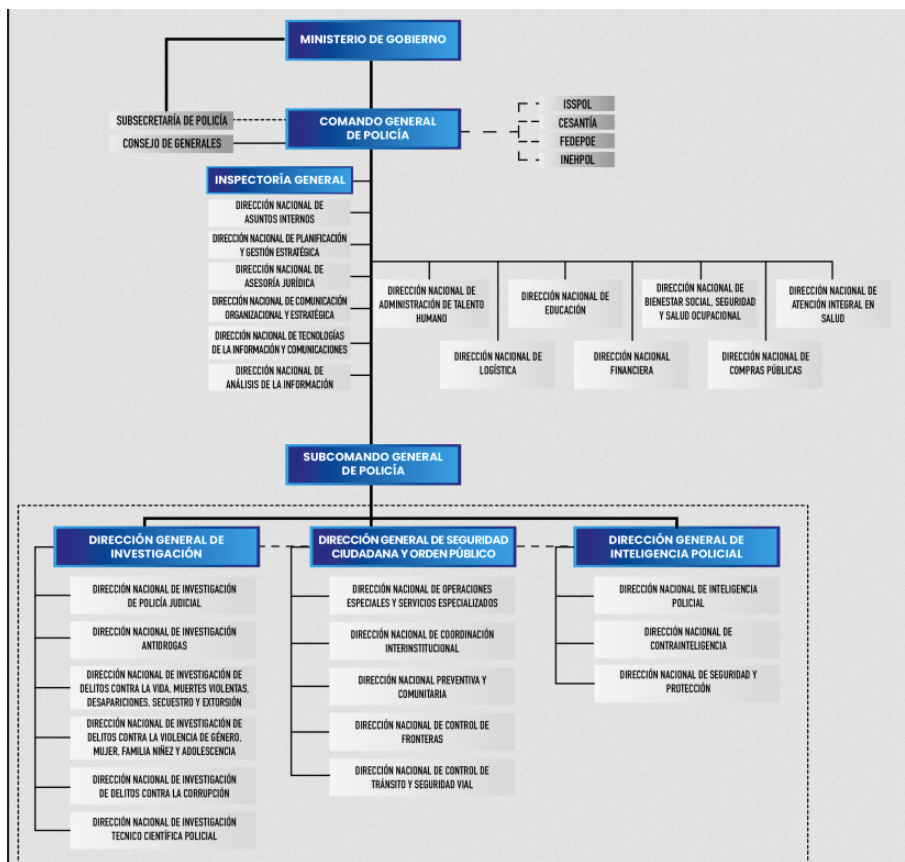 MINISTERIO DE GOBIERNO
SUBSECRETARÍA DE POLICÍA
CONSEJO DE GENERALES
COMANDO GENERAL
DE POLICÍA
ISSPOL
CESANTÍA
FEDEPOE
INEHPOL
INSPECTORÍA GENERAL
DIRECCIÓN NACIONAL DE
ASUNTOS INTERNOS
DIRECCIÓN NACIONAL DE PLANIFICACIÓN
Y GESTIÓN ESTRATÉGICA
DIRECCIÓN NACIONAL DE
ASESORÍA JURÍDICA
DIRECCIÓN NACIONAL DE COMUNICACIÓN
ORGANIZACIONAL Y ESTRATÉGICA
DIRECCIÓN NACIONAL DE TECNOLOGÍAS
DE LA INFORMACIÓN Y COMUNICACIONES
DIRECCIÓN NACIONAL DE
ANÁLISIS DE LA INFORMACIÓN
DIRECCIÓN NACIONAL DE
ADMINISTRACIÓN DE TALENTO
HUMANO
DIRECCIÓN NACIONAL DE
EDUCACIÓN
DIRECCIÓN NACIONAL DE
BIENESTAR SOCIAL, SEGURIDAD
Y SALUD OCUPACIONAL
DIRECCIÓN NACIONAL DE
ATENCIÓN INTEGRAL EN
SALUD
DIRECCIÓN NACIONAL DE
LOGÍSTICA
DIRECCIÓN NACIONAL
FINANCIERA
DIRECCIÓN NACIONAL DE
COMPRAS PÚBLICAS
SUBCOMANDO GENERAL
DE POLICÍA
DIRECCIÓN GENERAL DE
INVESTIGACIÓN
DIRECCIÓN NACIONAL DE INVESTIGACIÓN
DE POLICÍA JUDICIAL
DIRECCIÓN NACIONAL DE INVESTIGACIÓN
ANTIDROGAS
DIRECCIÓN NACIONAL DE INVESTIGACIÓN DE
DELITOS CONTRA LA VIDA, MUERTES VIOLENTAS,
DESAPARICIONES, SECUESTRO Y EXTORSIÓN
DIRECCIÓN NACIONAL DE INVESTIGACIÓN DE
DELITOS CONTRA LA VIOLENCIA DE GÉNERO,
MUJER, FAMILIA NIÑEZ Y ADOLESCENCIA
DIRECCIÓN NACIONAL DE INVESTIGACIÓN
DE DELITOS CONTRA LA CORRUPCIÓN
DIRECCIÓN NACIONAL DE INVESTIGACIÓN
TECNICO CIENTÍFICA POLICIAL
DIRECCIÓN GENERAL DE SEGURIDAD
CIUDADANA Y ORDEN PÚBLICO
DIRECCIÓN NACIONAL DE OPERACIONES
ESPECIALES Y SERVICIOS ESPECIALIZADOS
DIRECCIÓN NACIONAL DE COORDINACIÓN
INTERINSTITUCIONAL
DIRECCIÓN NACIONAL PREVENTIVA Y
COMUNITARIA
DIRECCIÓN NACIONAL DE CONTROL DE
FRONTERAS
DIRECCIÓN NACIONAL DE CONTROL DE
TRÁNSITO Y SEGURIDAD VIAL
DIRECCIÓN GENERAL DE
INTELIGENCIA POLICIAL
DIRECCIÓN NACIONAL DE INTELIGENCIA
POLICIAL
DIRECCIÓN NACIONAL DE
CONTRAINTELIGENCIA
DIRECCIÓN NACIONAL DE SEGURIDAD Y
PROTECCIÓN